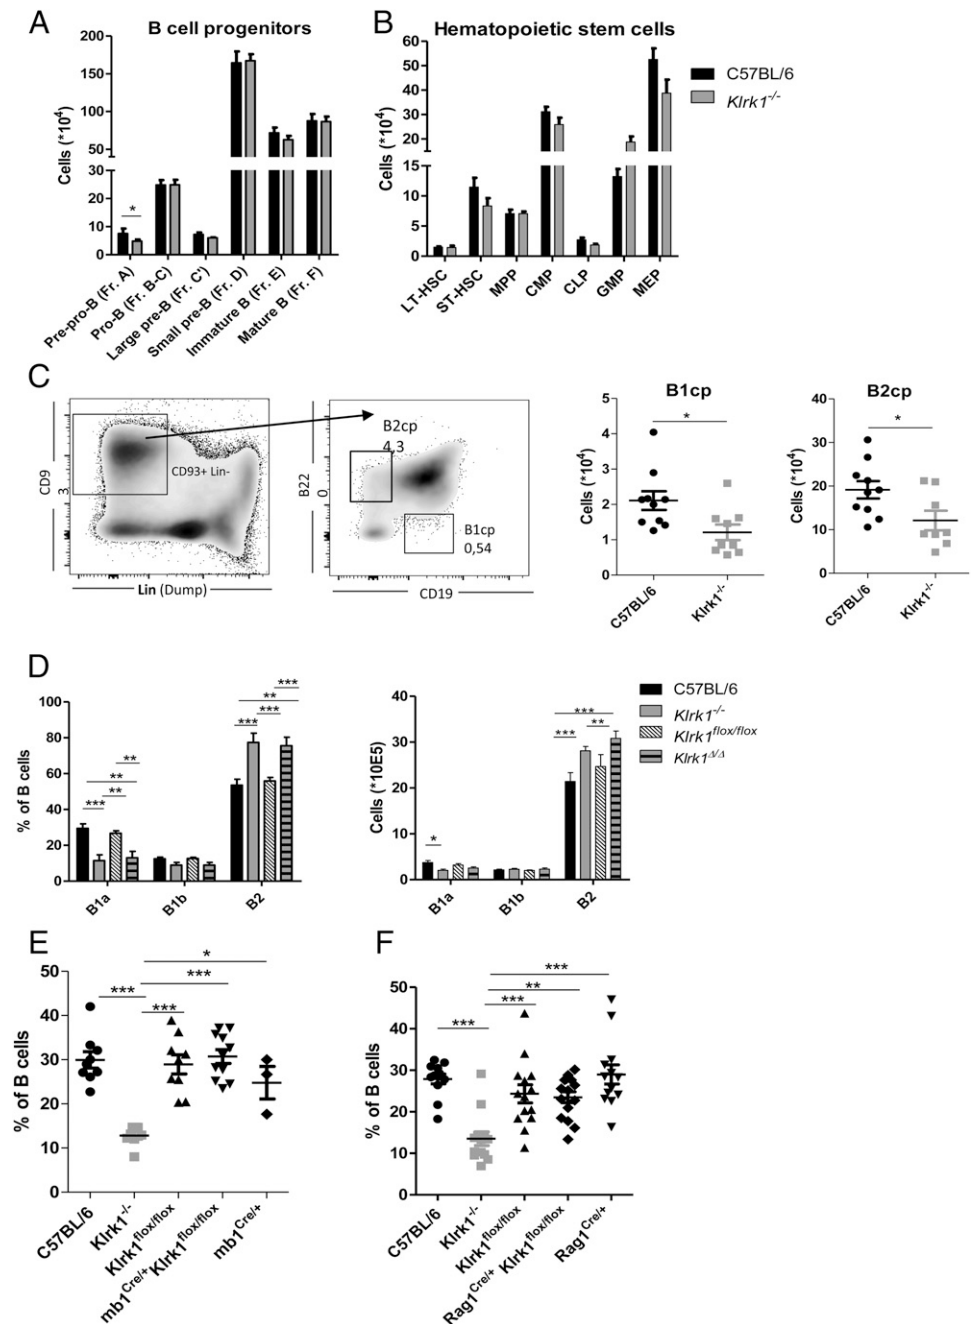 A
B cell progenitors
Cells (*10⁴)
200
150
100
50
30
20
10
0
*
Pre-pro-B (Fr. A)
Pro-B (Fr. B-C)
Large pre-B (Fr. C')
Small pre-B (Fr. D)
Immature B (Fr. E)
Mature B (Fr. F)
B
Hematopoietic stem cells
Cells (*10⁴)
60
50
40
30
20
15
10
5
0
LT-HSC
ST-HSC
MPP
CMP
CLP
GMP
MEP
C57BL/6
Klrk1-/-
C
CD9
3
CD93+ Lin-
Lin (Dump)
B22
0
B2cp
4,3
B1cp
0,54
CD19
B1cp
Cells (*10⁴)
5
4
3
2
1
0
*
C57BL/6
Klrk1-/-
B2cp
Cells (*10⁴)
40
30
20
10
0
*
C57BL/6
Klrk1-/-
D
% of B cells
100
80
60
40
20
0
***
**
**
**
***
***
**
***
B1a
B1b
B2
Cells (*10E5)
40
30
20
10
0
*
***
**
***
B1a
B1b
B2
C57BL/6
Klrk1-/-
Klrk1flox/flox
Klrk1Δ/Δ
E
% of B cells
50
40
30
20
10
0
*
***
***
***
C57BL/6
Klrk1-/-
Klrk1flox/flox
mb1Cre/+Klrk1flox/flox
mb1Cre/+
F
% of B cells
50
40
30
20
10
0
***
**
***
***
C57BL/6
Klrk1-/-
Klrk1flox/flox
Rag1Cre/+ Klrk1flox/flox
Rag1Cre/+